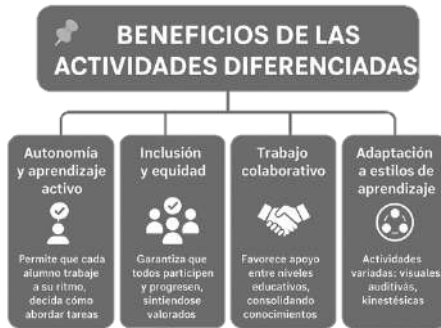 BENEFICIOS DE LAS
ACTIVIDADES DIFERENCIADAS
Autonomía
y aprendizaje
activo
Permite que cada
alumno trabaje
a su ritmo,
decida cómo
abordar tareas
Inclusión
y equidad
Garantiza que
todos participen
y progresen,
sintiendose
valorados
Trabajo
colaborativo
Favorece apoyo
entre niveles
educativos,
consolidando
conocimientos
Adaptación
a estilos de
aprendizaje
Actividades
variadas: visuales
auditivás,
kinestésicas